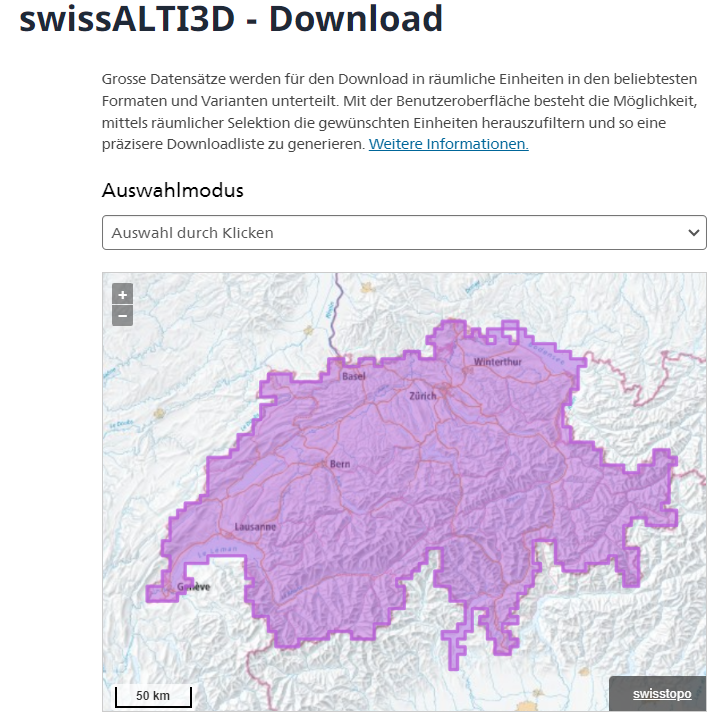 swissALTI3D - Download
Grosse Datensätze werden für den Download in räumliche Einheiten in den beliebtesten
Formaten und Varianten unterteilt. Mit der Benutzeroberfläche besteht die Möglichkeit,
mittels räumlicher Selektion die gewünschten Einheiten herauszufiltern und so eine
präzisere Downloadliste zu generieren. Weitere Informationen.
Auswahlmodus
Auswahl durch Klicken
+
−
Winterthur
Basel
Zürich
Bern
Lausanne
Le Léman
Genève
50 km
swisstopo